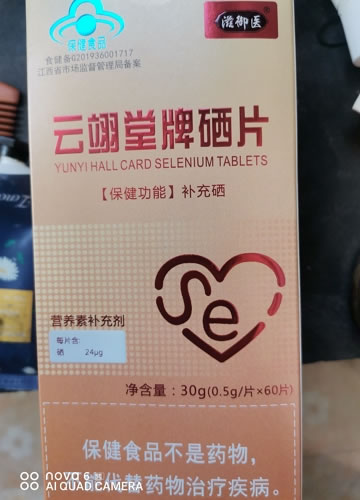 保健食品
食健备G201936001717
江西省市场监督管理局备案
滋御医
云翊堂牌硒片
YUNYI HALL CARD SELENIUM TABLETS
【保健功能】补充硒
Se
营养素补充剂
每片含:
硒 24μg
净含量：30g(0.5g/片×60片)
保健食品不是药物，
代替药物治疗疾病。
nova 6
AI QUAD CAMERA